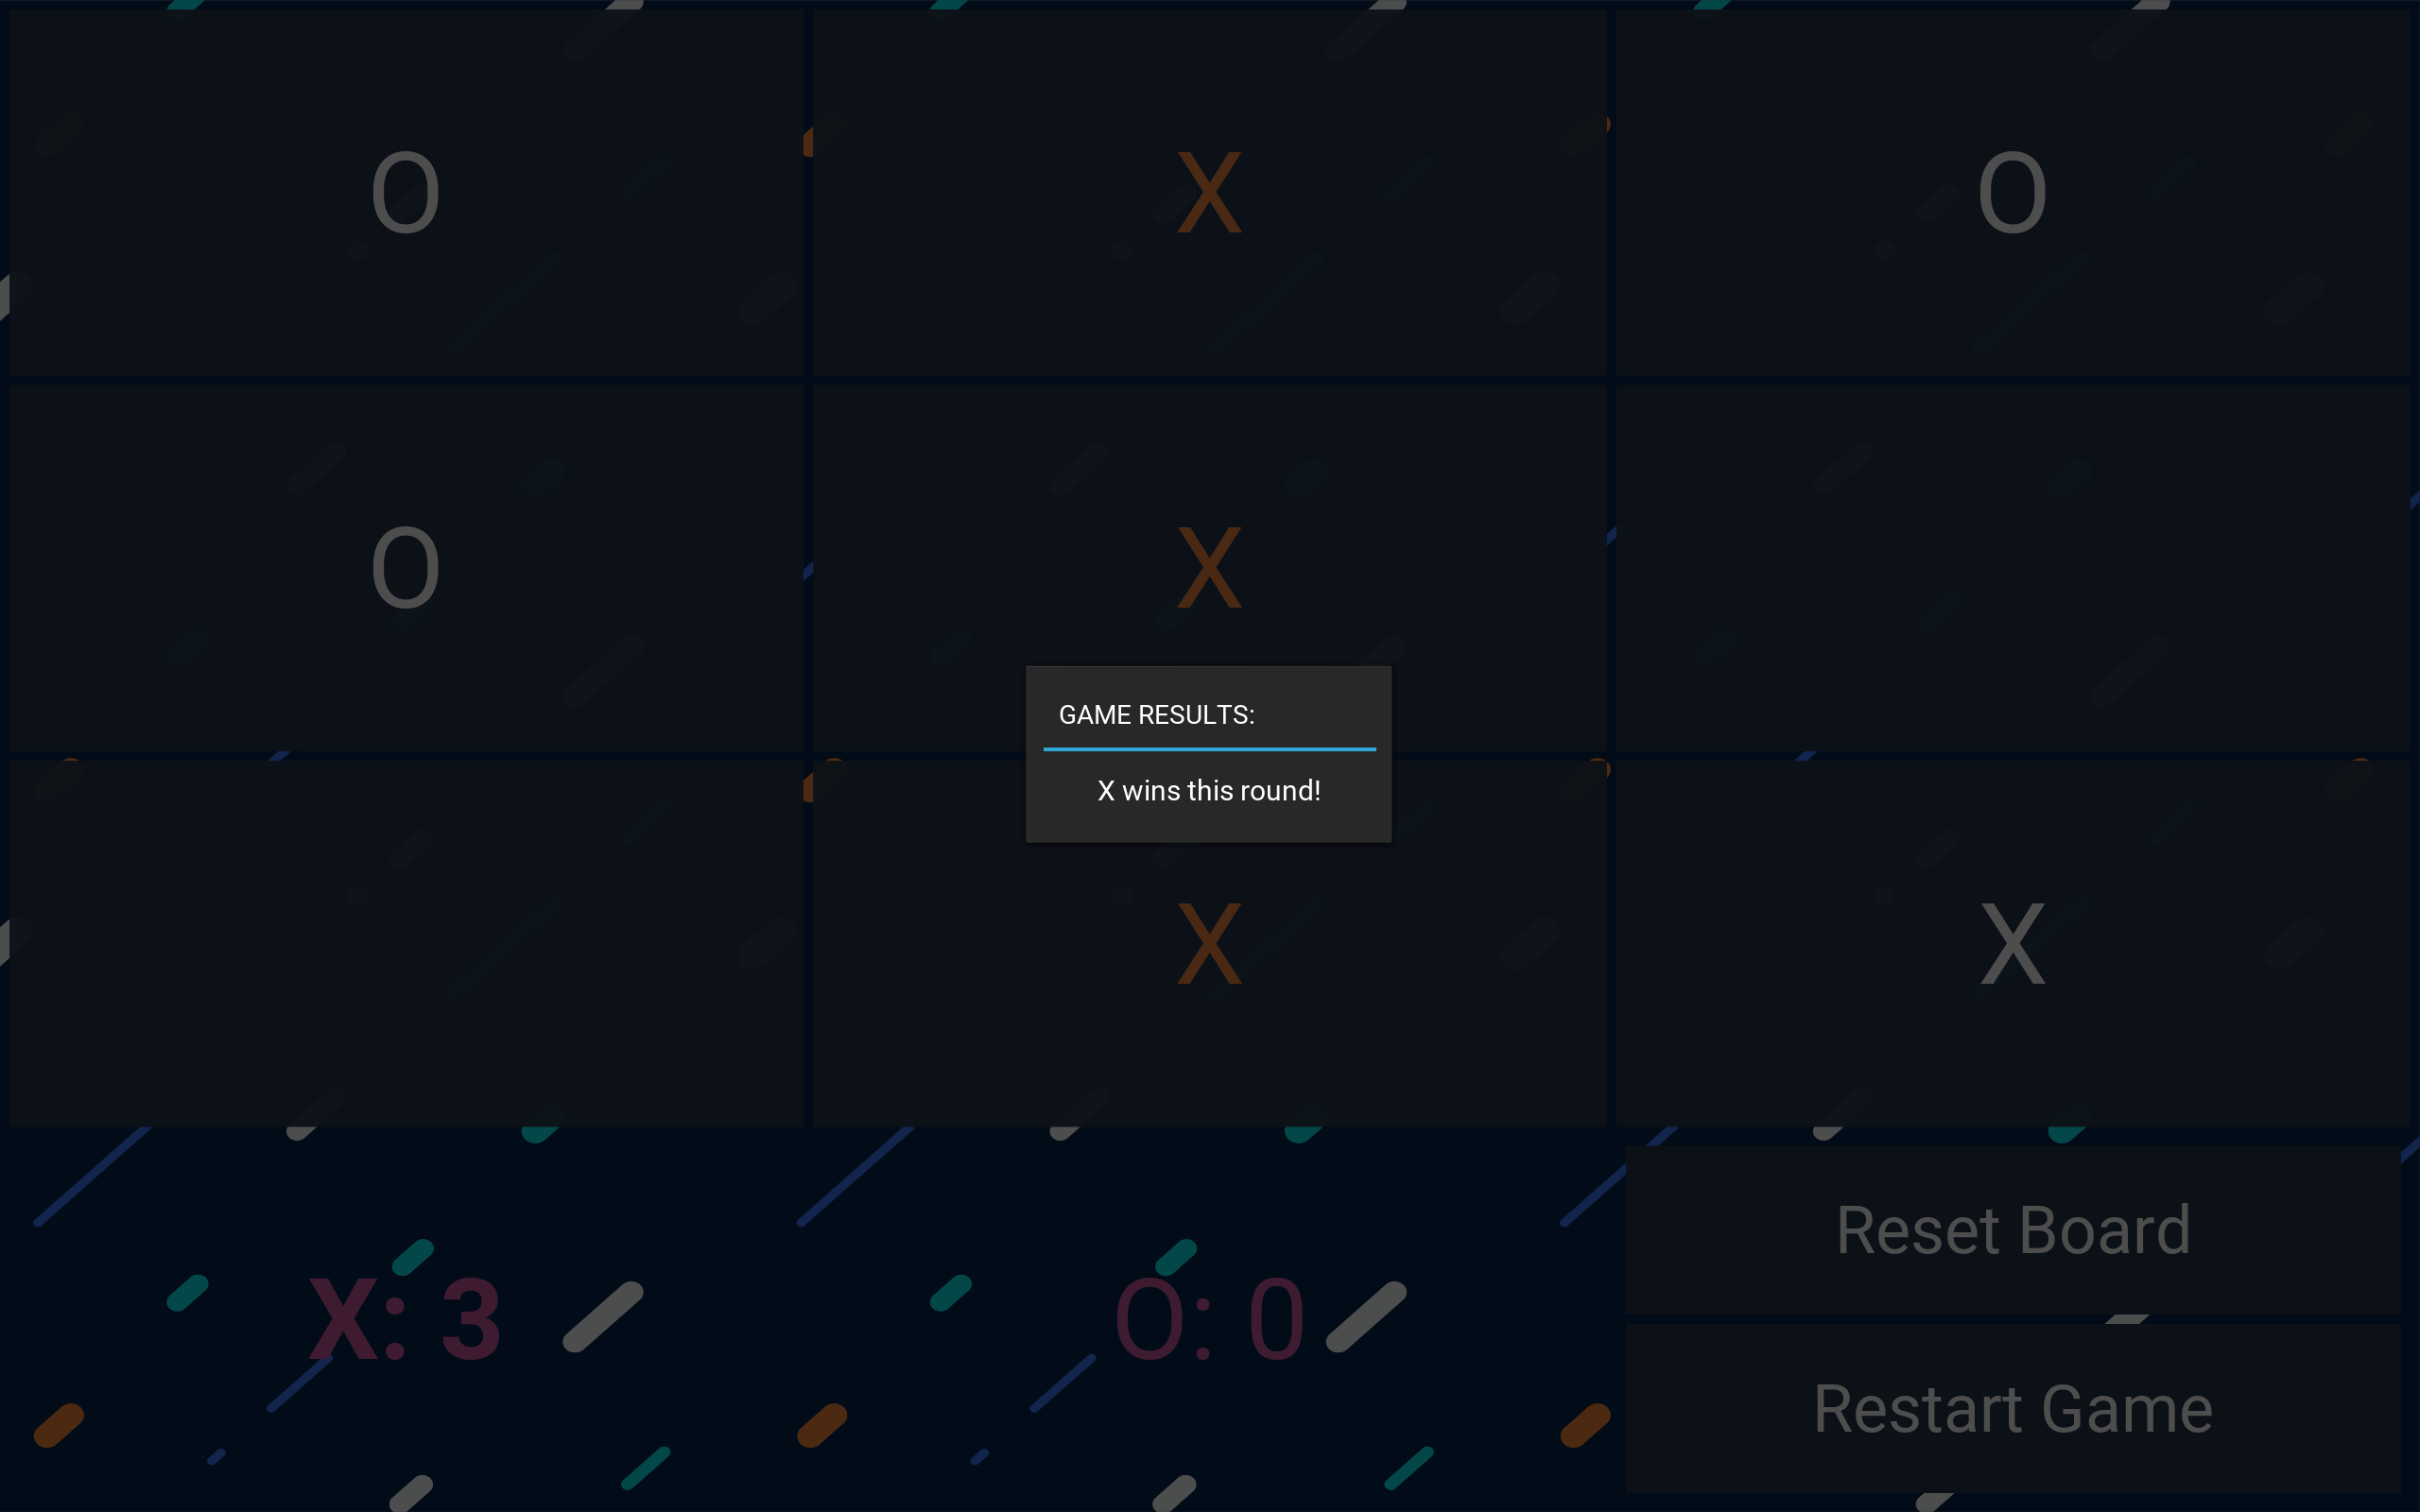 O X O
O X
GAME RESULTS:
X wins this round!
X X
X: 3 O: 0
Reset Board
Restart Game